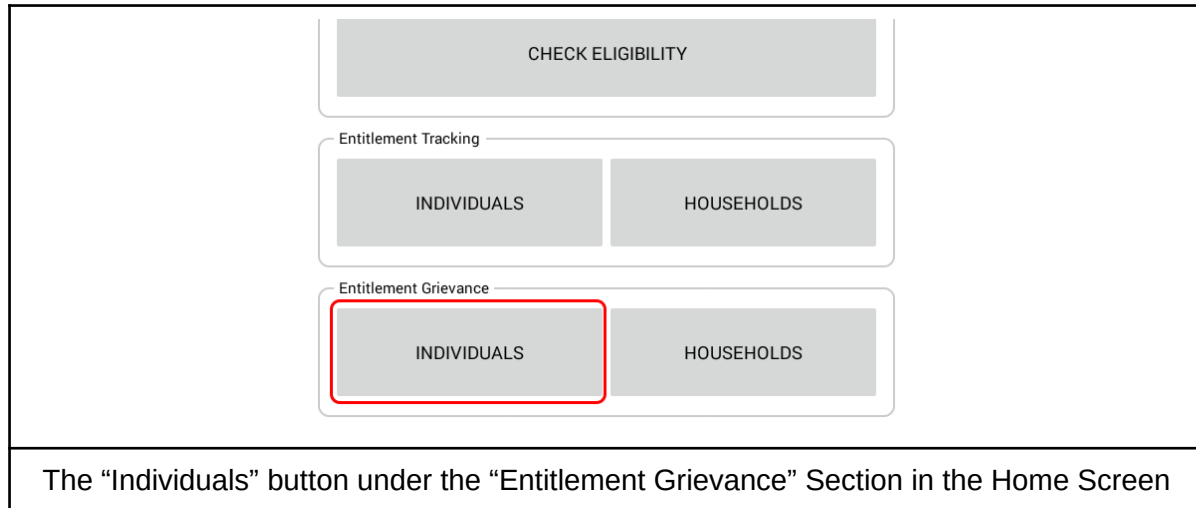 CHECK ELIGIBILITY
Entitlement Tracking
INDIVIDUALS HOUSEHOLDS
Entitlement Grievance
INDIVIDUALS HOUSEHOLDS
The “Individuals” button under the “Entitlement Grievance” Section in the Home Screen